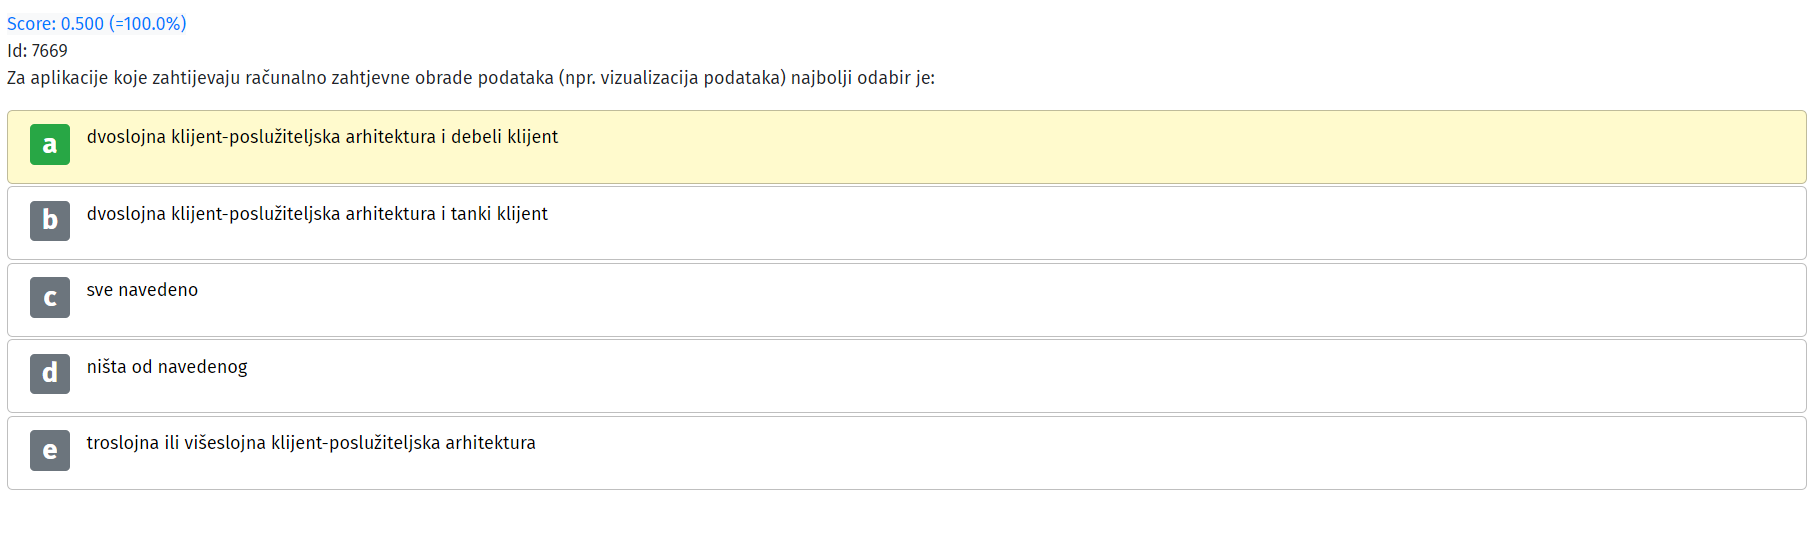 Score: 0.500 (=100.0%)
Id: 7669
Za aplikacije koje zahtijevaju računalno zahtjevne obrade podataka (npr. vizualizacija podataka) najbolji odabir je:
a dvoslojna klijent-poslužiteljska arhitektura i debeli klijent
b dvoslojna klijent-poslužiteljska arhitektura i tanki klijent
c sve navedeno
d ništa od navedenog
e troslojna ili višeslojna klijent-poslužiteljska arhitektura